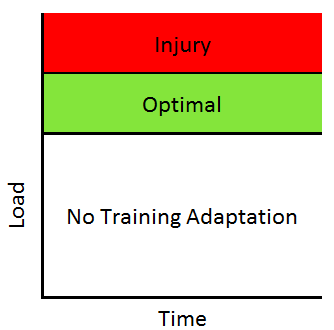 Injury
Optimal
No Training Adaptation
Load
Time